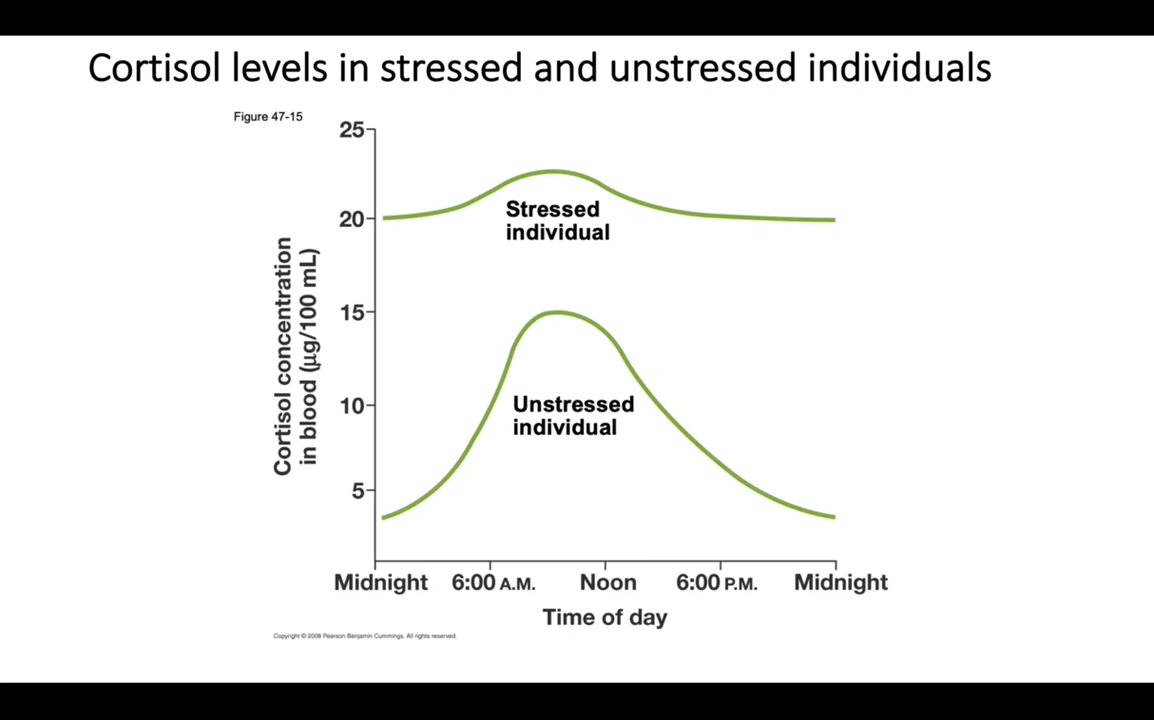 Cortisol levels in stressed and unstressed individuals
Figure 47-15
25
20
15
10
5
Cortisol concentration
in blood (μg/100 mL)
Stressed
individual
Unstressed
individual
Midnight 6:00 A.M. Noon 6:00 P.M. Midnight
Time of day
Copyright © 2008 Pearson Benjamin Cummings. All rights reserved.